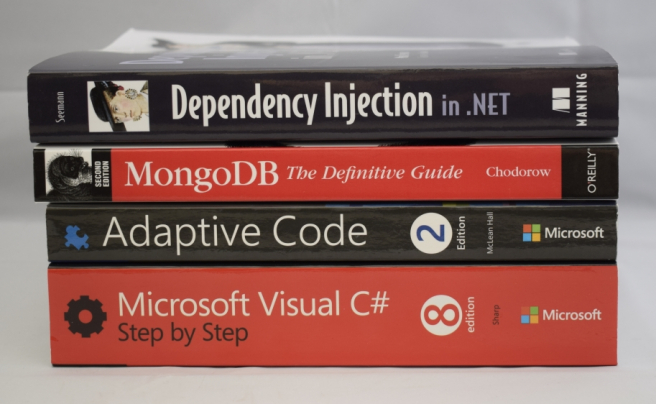 Seemann Dependency Injection in .NET MANNING
SECOND EDITION MongoDB The Definitive Guide Chodorow O'REILLY
Adaptive Code 2 Edition McLean Hall Microsoft
Microsoft Visual C# 8 edition Sharp Microsoft
Step by Step